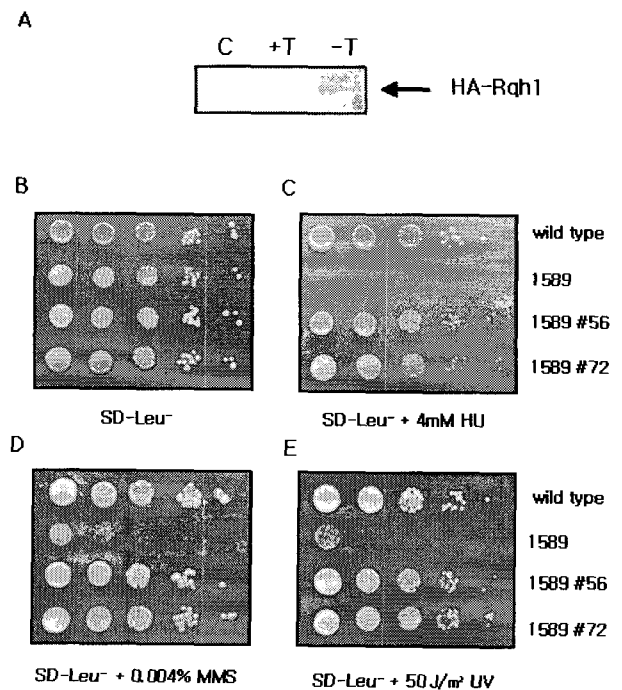 A
C +T -T
HA-Rqh1
B
C
wild type
1589
1589 #56
1589 #72
SD-Leu⁻
SD-Leu⁻ + 4mM HU
D
E
wild type
1589
1589 #56
1589 #72
SD-Leu⁻ + 0.004% MMS
SD-Leu⁻ + 50J/m² UV